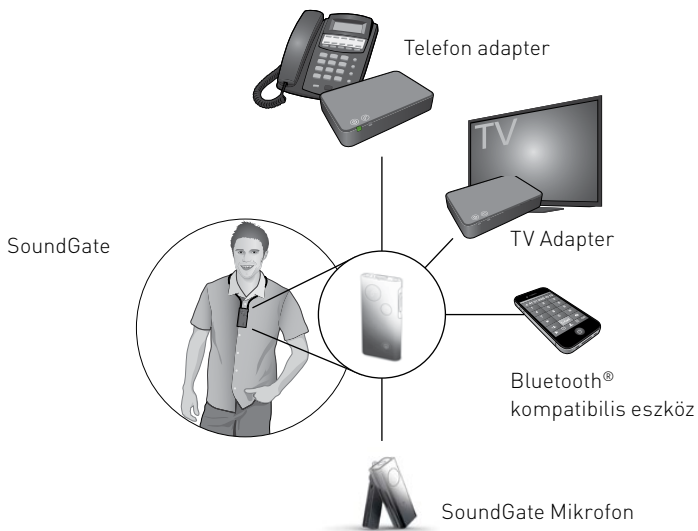 Telefon adapter
TV
TV Adapter
SoundGate
Bluetooth®
kompatibilis eszköz
SoundGate Mikrofon